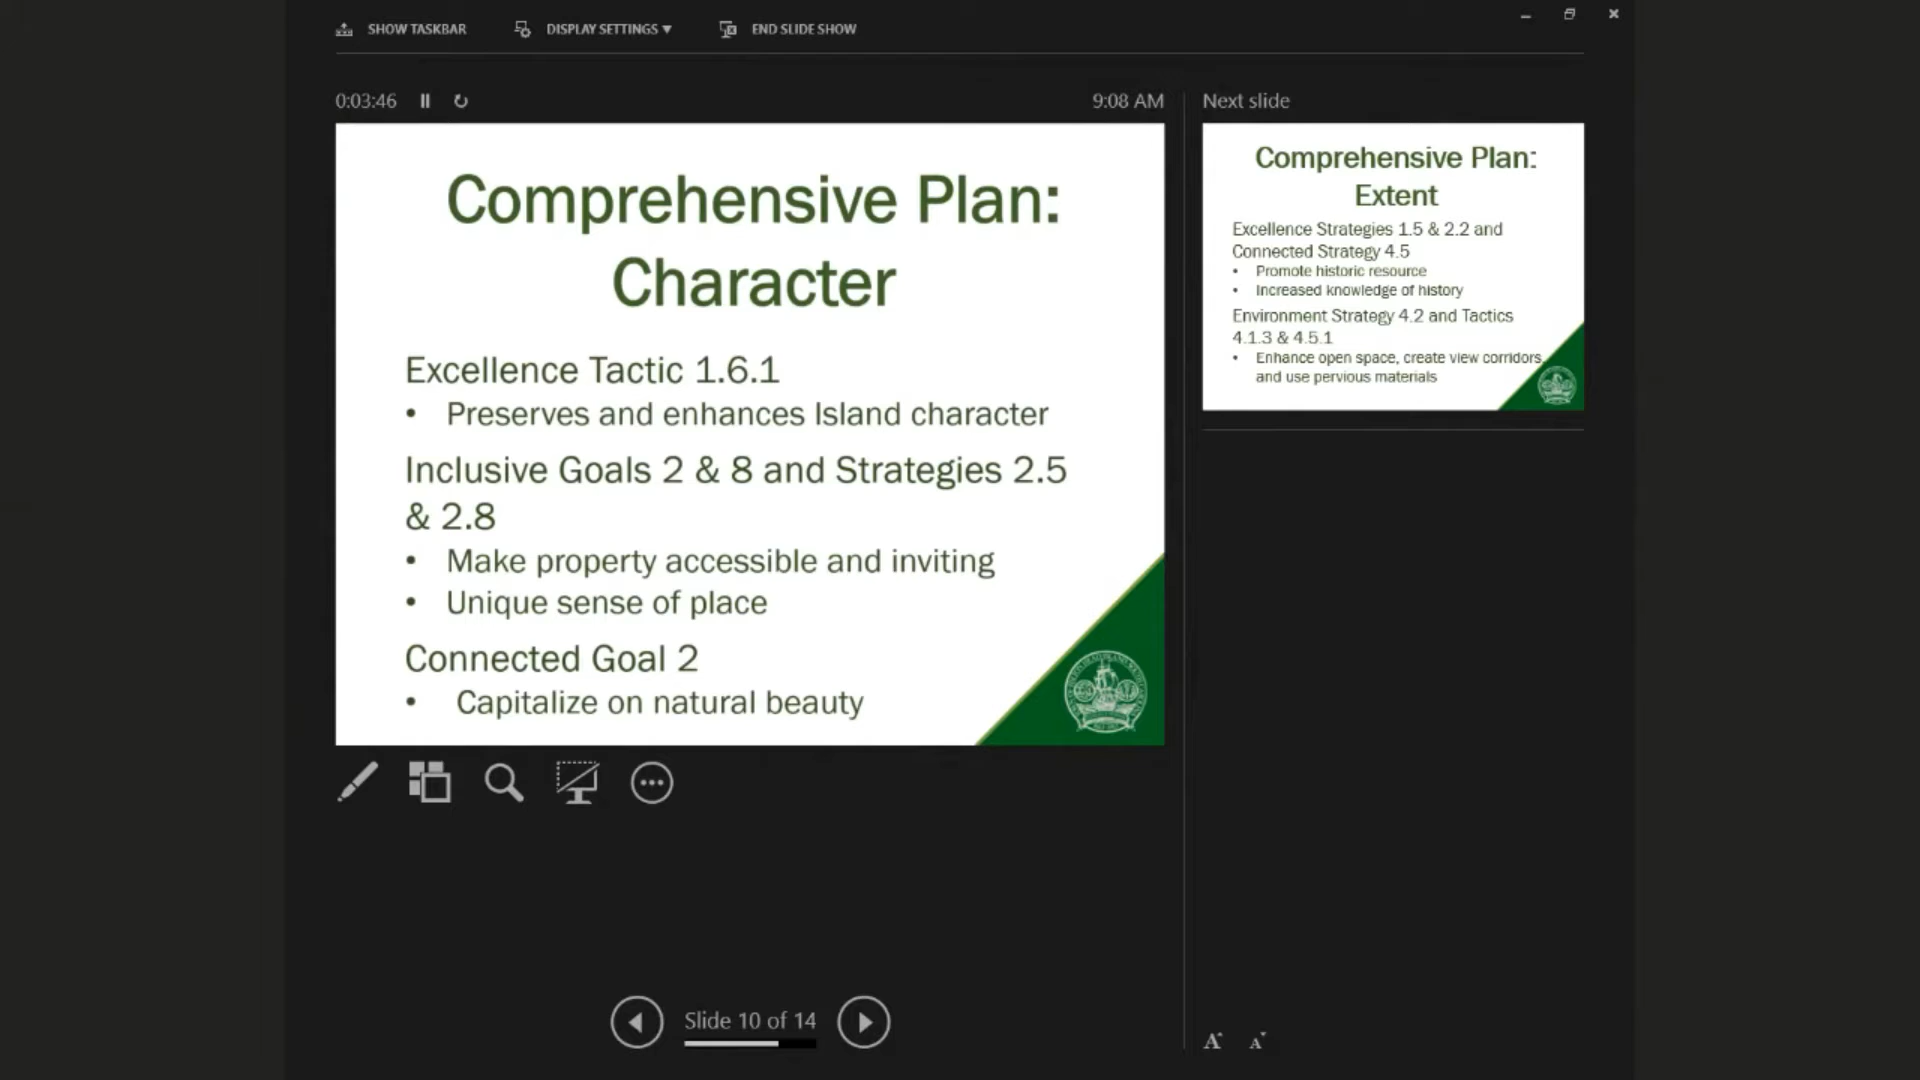 SHOW TASKBAR
DISPLAY SETTINGS ▾
END SLIDE SHOW
0:03:46
9:08 AM
Next slide
Comprehensive Plan:
Character
Excellence Tactic 1.6.1
• Preserves and enhances Island character
Inclusive Goals 2 & 8 and Strategies 2.5
& 2.8
• Make property accessible and inviting
• Unique sense of place
Connected Goal 2
• Capitalize on natural beauty
Comprehensive Plan:
Extent
Excellence Strategies 1.5 & 2.2 and
Connected Strategy 4.5
• Promote historic resource
• Increased knowledge of history
Environment Strategy 4.2 and Tactics
4.1.3 & 4.5.1
• Enhance open space, create view corridors,
and use pervious materials
Slide 10 of 14
A A